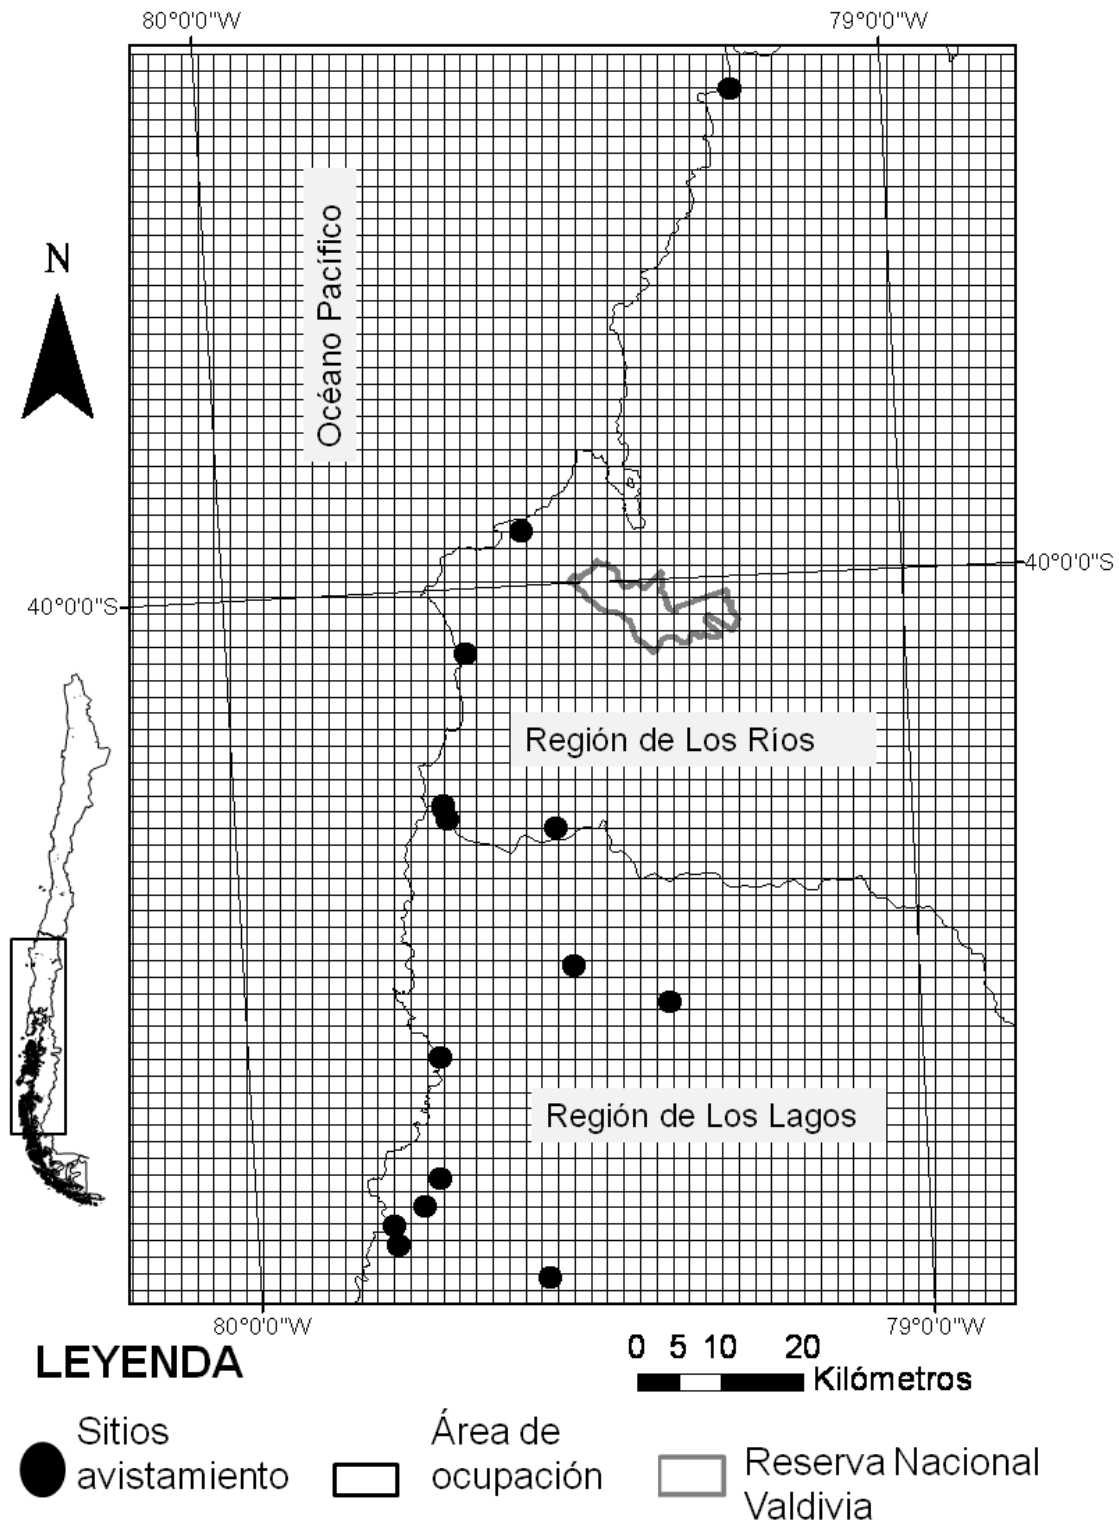 80°0'0"W
79°0'0"W
N
Océano Pacífico
40°0'0"S
40°0'0"S
Región de Los Ríos
Región de Los Lagos
80°0'0"W
79°0'0"W
LEYENDA
0 5 10 20
Kilómetros
Sitios
avistamiento
Área de
ocupación
Reserva Nacional
Valdivia